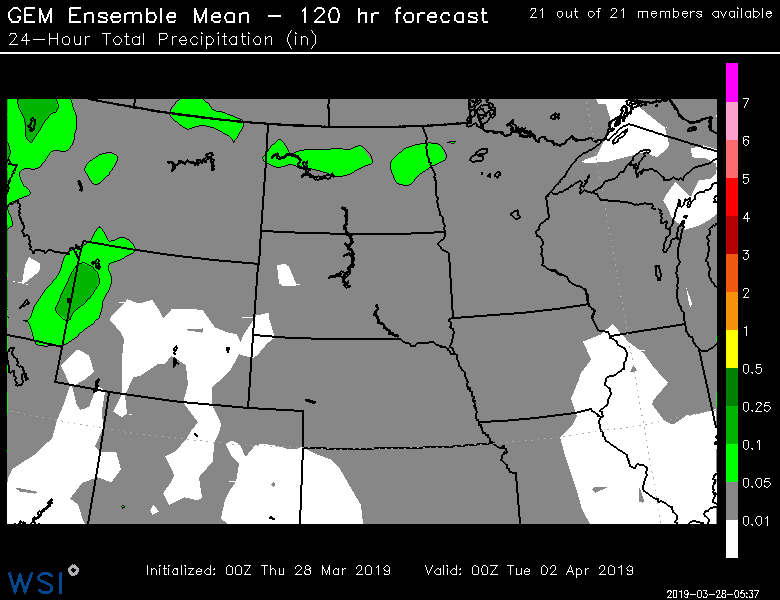 GEM Ensemble Mean - 120 hr forecast
21 out of 21 members available
24-Hour Total Precipitation (in)
7
6
5
4
3
2
1
0.5
0.25
0.1
0.05
0.01
Initialized: 00Z Thu 28 Mar 2019
Valid: 00Z Tue 02 Apr 2019
WSI
2019-03-28-05:37